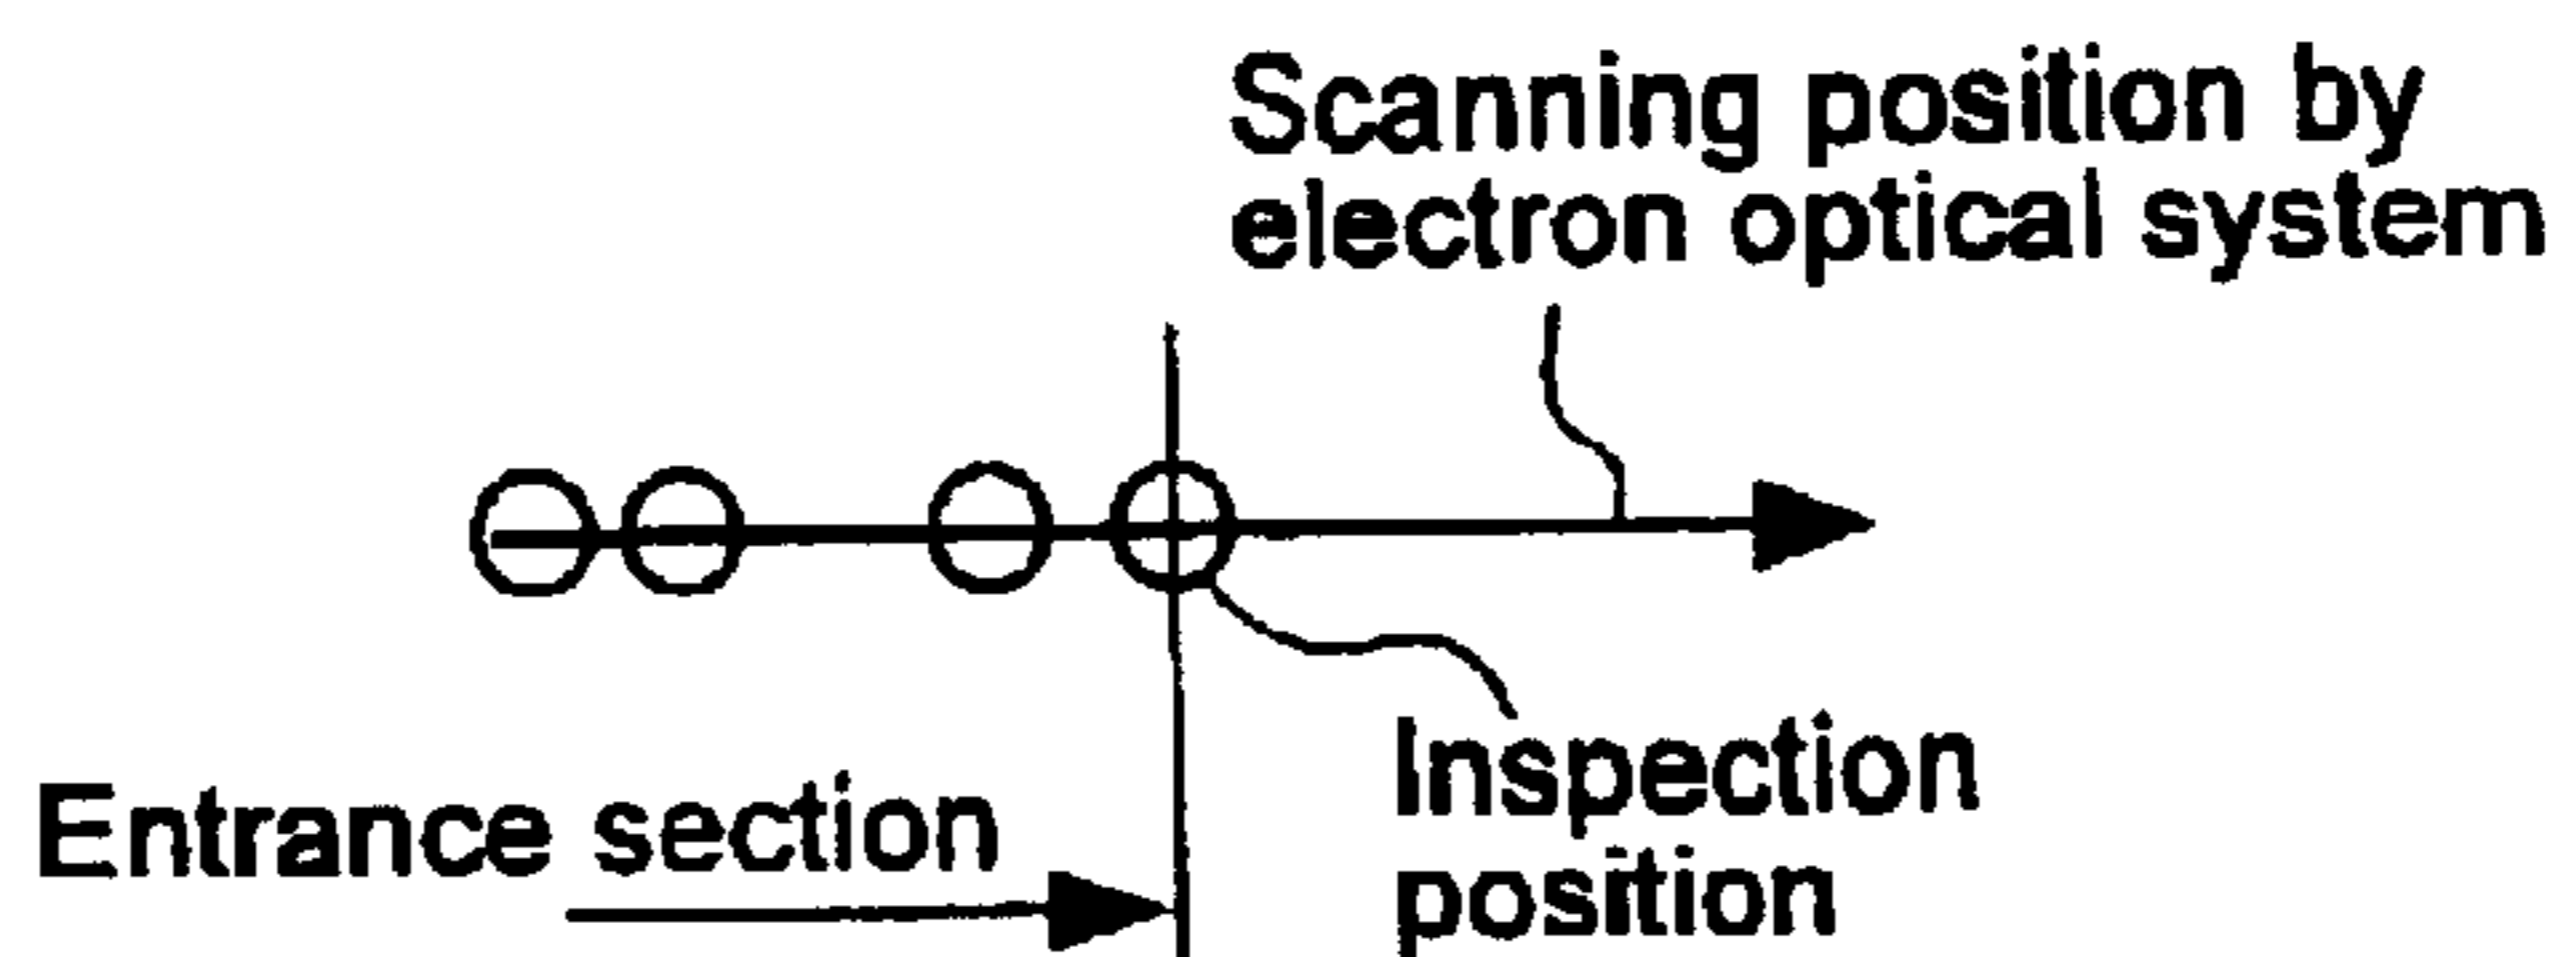 Scanning position by
electron optical system
Entrance section
Inspection
position